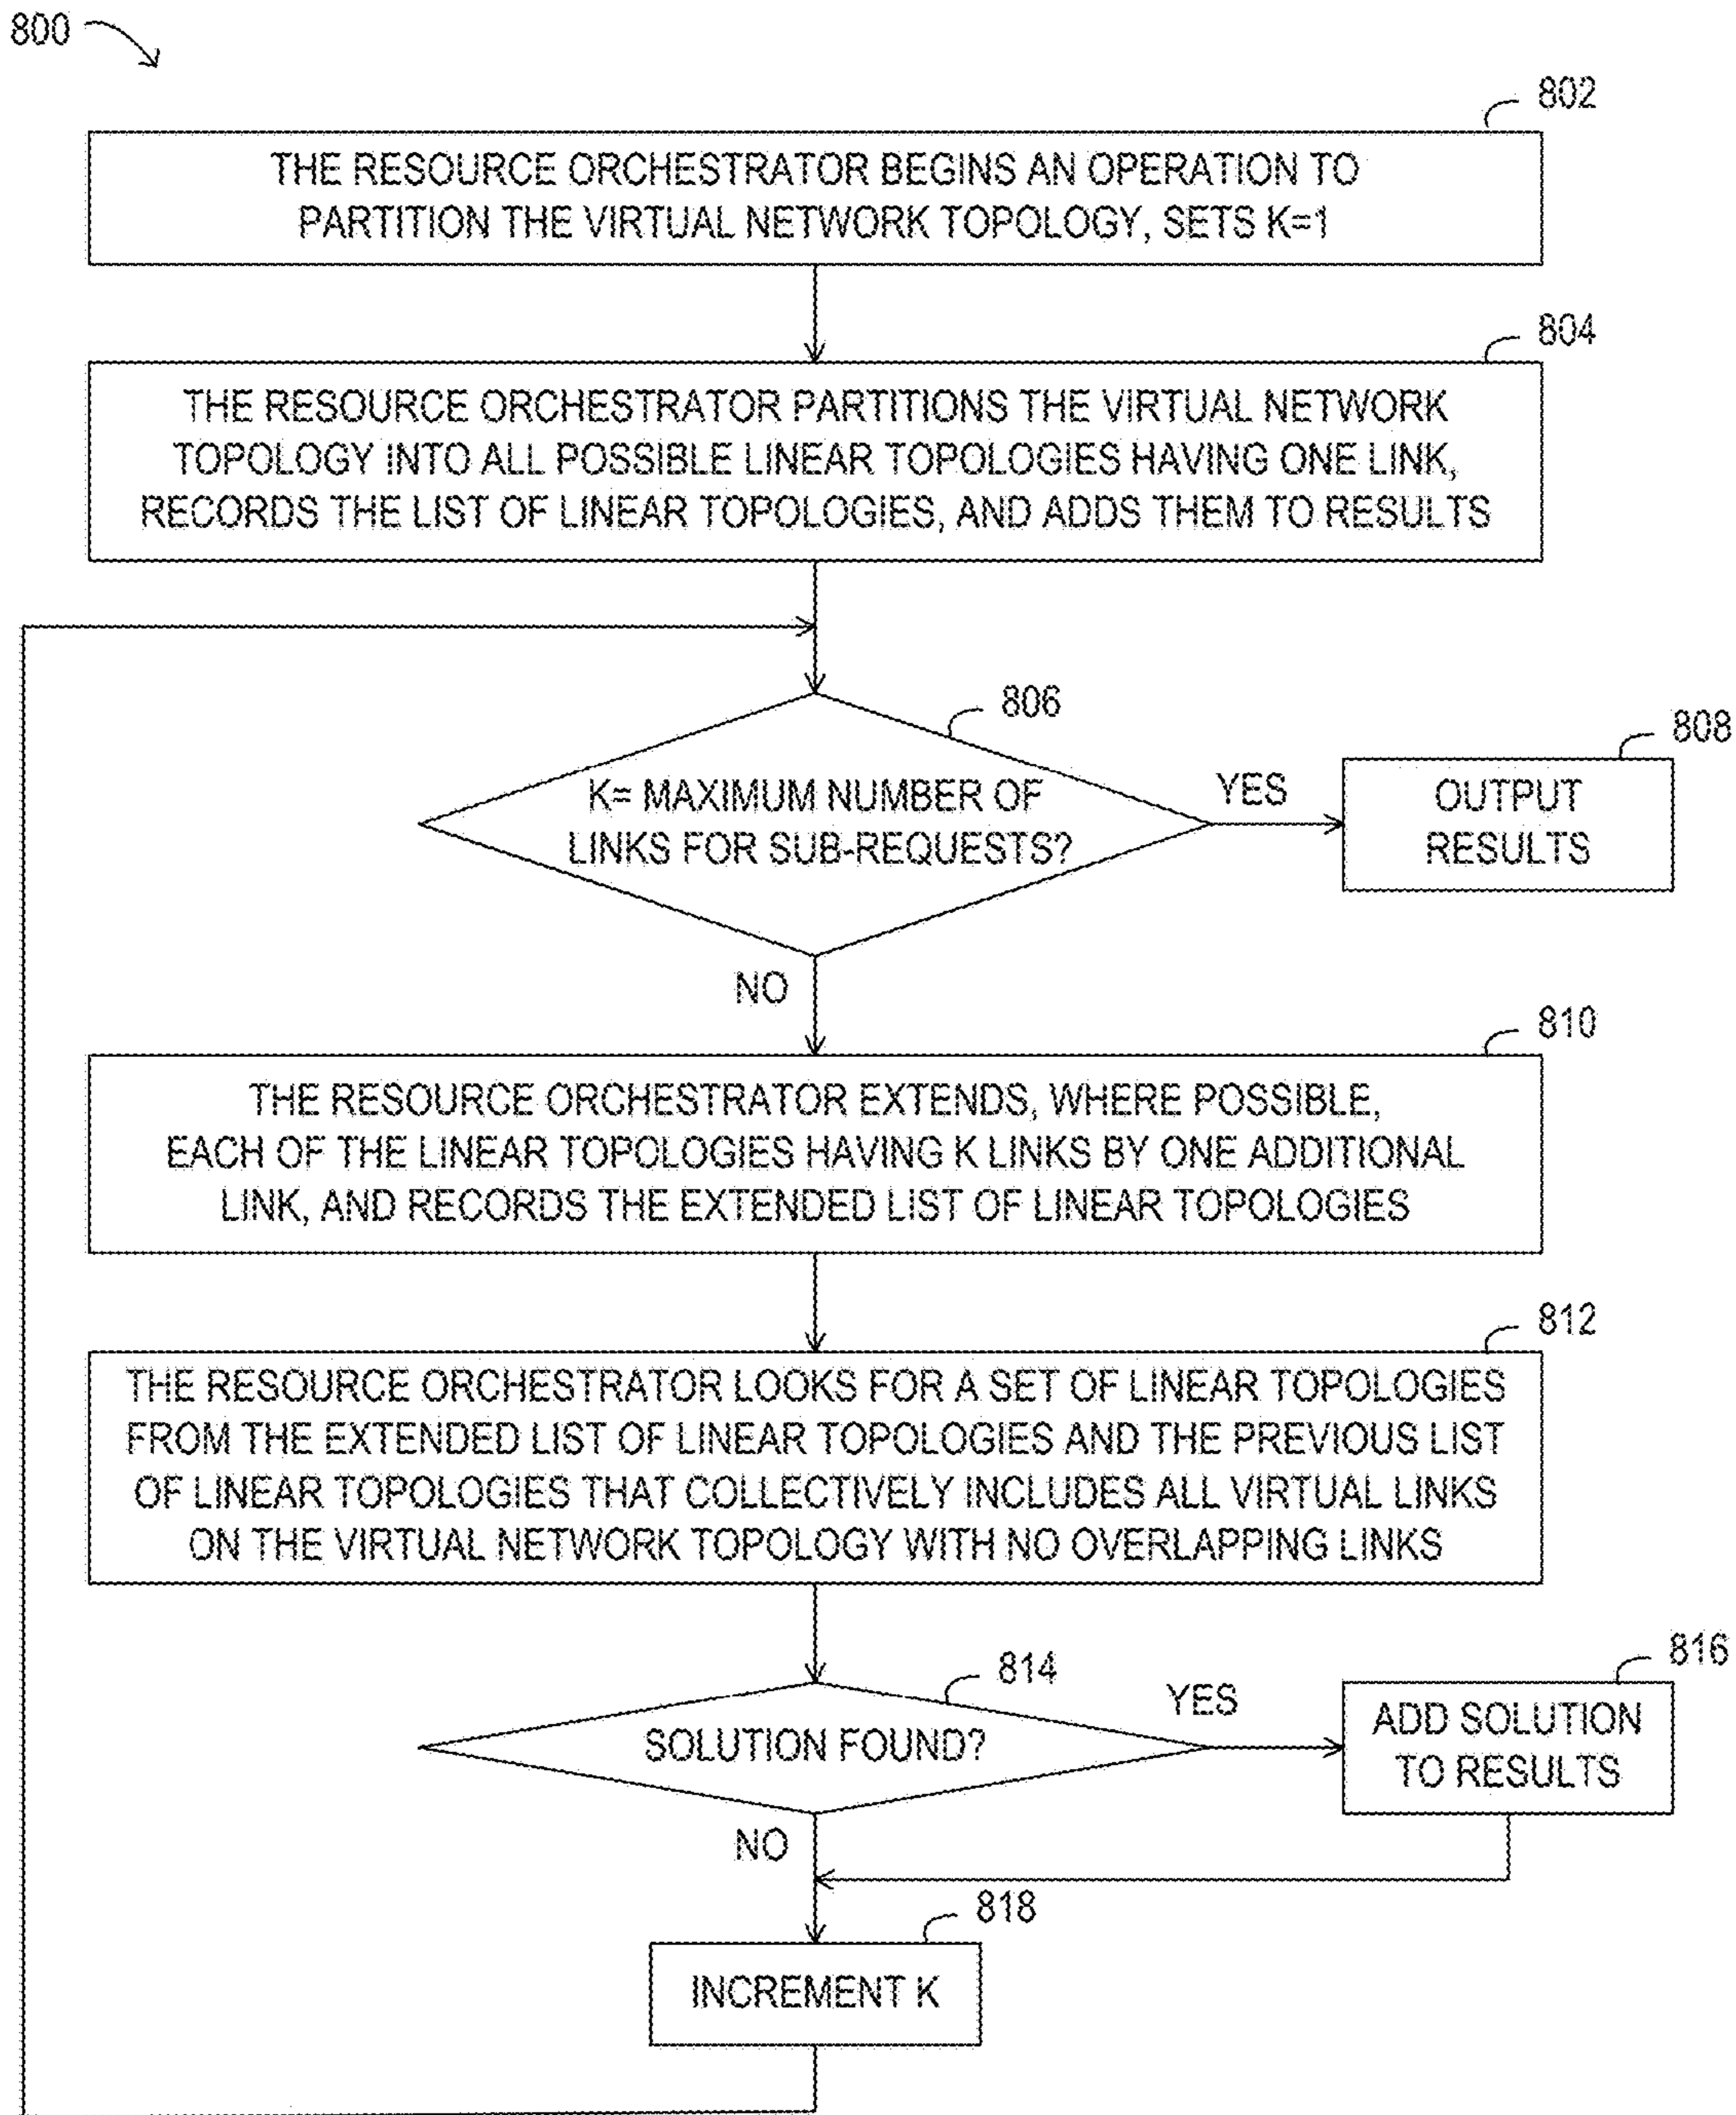 800
802
THE RESOURCE ORCHESTRATOR BEGINS AN OPERATION TO
PARTITION THE VIRTUAL NETWORK TOPOLOGY, SETS K=1
804
THE RESOURCE ORCHESTRATOR PARTITIONS THE VIRTUAL NETWORK
TOPOLOGY INTO ALL POSSIBLE LINEAR TOPOLOGIES HAVING ONE LINK,
RECORDS THE LIST OF LINEAR TOPOLOGIES, AND ADDS THEM TO RESULTS
806
K= MAXIMUM NUMBER OF
LINKS FOR SUB-REQUESTS?
YES
808
OUTPUT
RESULTS
NO
810
THE RESOURCE ORCHESTRATOR EXTENDS, WHERE POSSIBLE,
EACH OF THE LINEAR TOPOLOGIES HAVING K LINKS BY ONE ADDITIONAL
LINK, AND RECORDS THE EXTENDED LIST OF LINEAR TOPOLOGIES
812
THE RESOURCE ORCHESTRATOR LOOKS FOR A SET OF LINEAR TOPOLOGIES
FROM THE EXTENDED LIST OF LINEAR TOPOLOGIES AND THE PREVIOUS LIST
OF LINEAR TOPOLOGIES THAT COLLECTIVELY INCLUDES ALL VIRTUAL LINKS
ON THE VIRTUAL NETWORK TOPOLOGY WITH NO OVERLAPPING LINKS
814
SOLUTION FOUND?
YES
816
ADD SOLUTION
TO RESULTS
NO
818
INCREMENT K